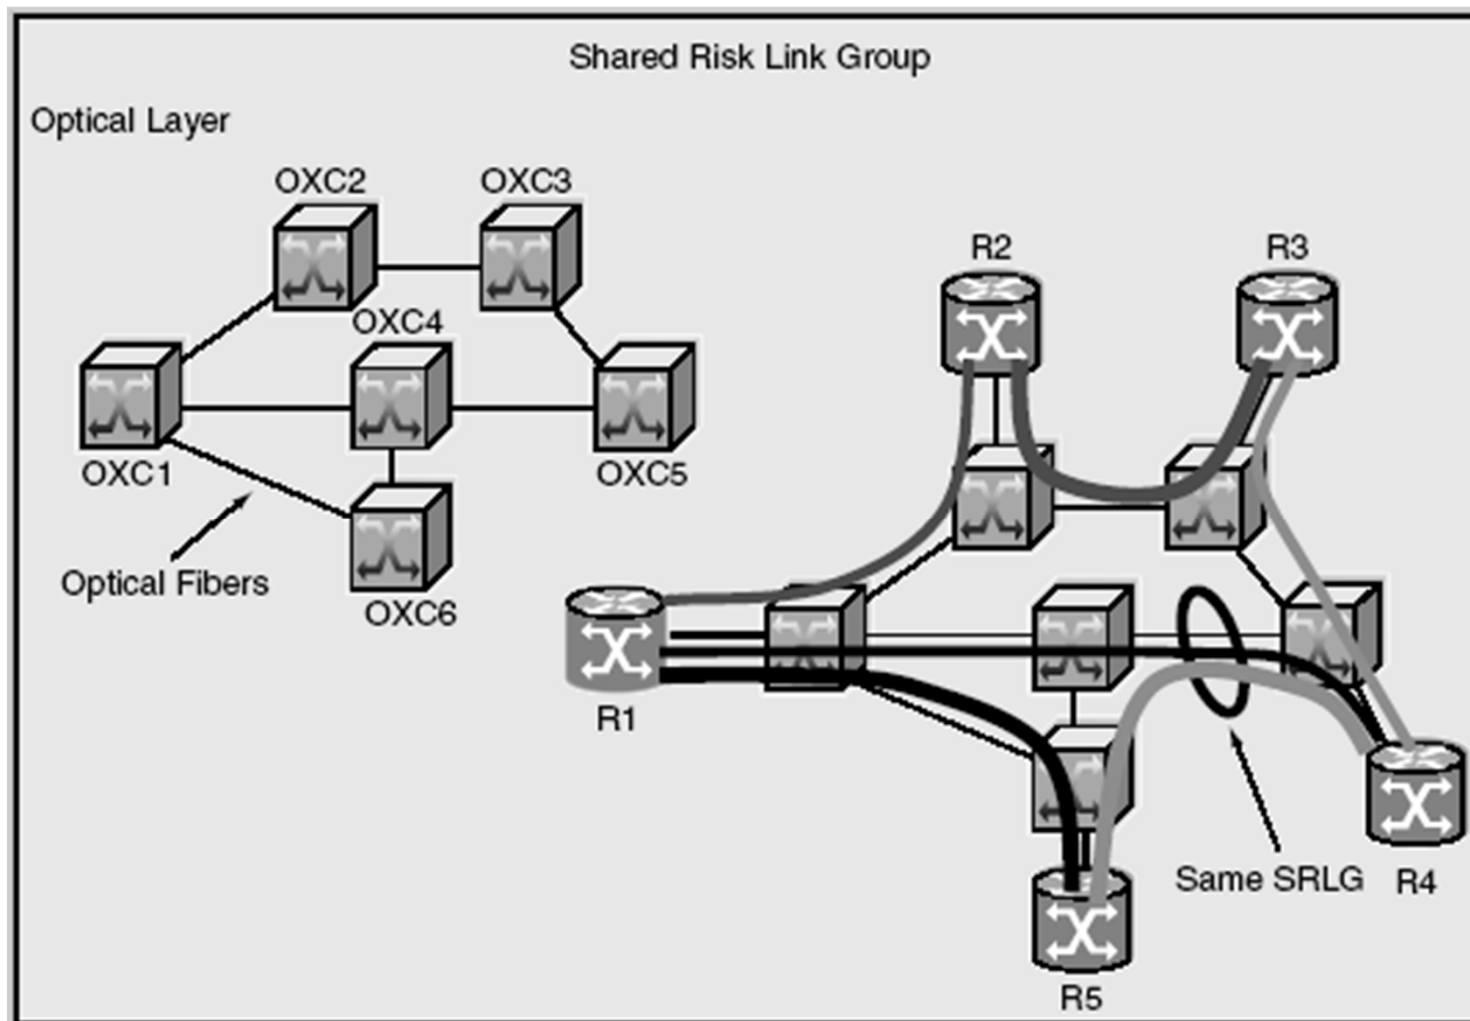 Shared Risk Link Group
Optical Layer
OXC2
OXC3
OXC4
OXC1
OXC5
Optical Fibers
OXC6
R2
R3
R1
Same SRLG
R4
R5